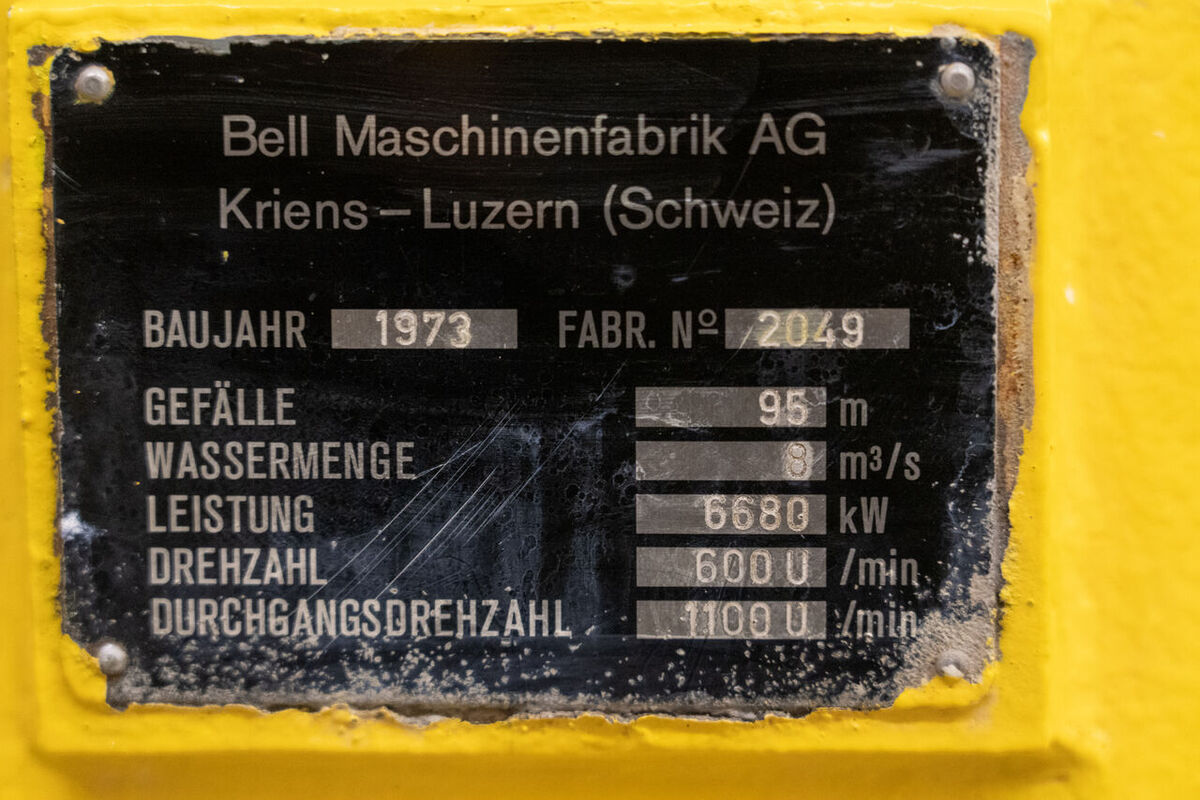 Bell Maschinenfabrik AG
Kriens – Luzern (Schweiz)
BAUJAHR 1973 FABR. Nº 2049
GEFÄLLE 95 m
WASSERMENGE 8 m³/s
LEISTUNG 6680 kW
DREHZAHL 600 U /min
DURCHGANGSDREHZAHL 1100 U /min